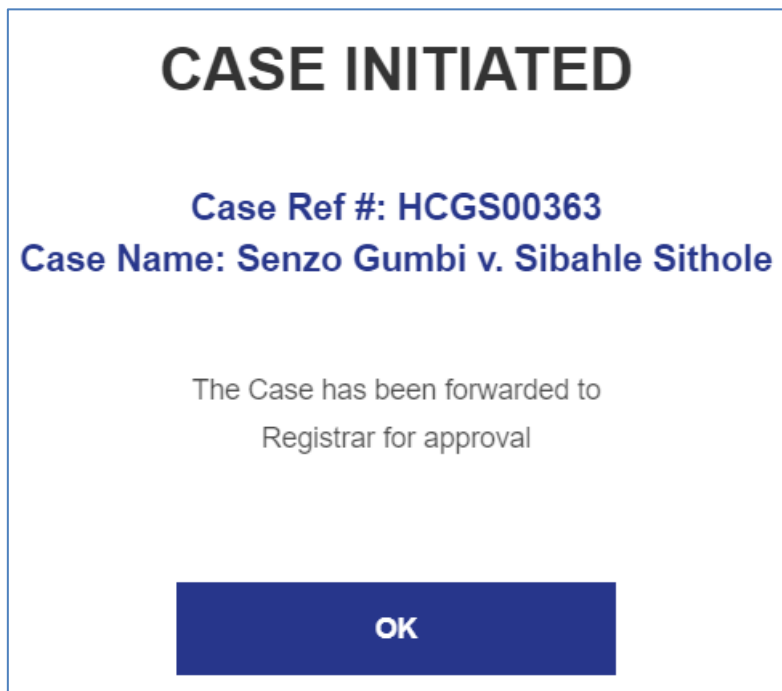 CASE INITIATED
Case Ref #: HCGS00363
Case Name: Senzo Gumbi v. Sibahle Sithole
The Case has been forwarded to
Registrar for approval
OK